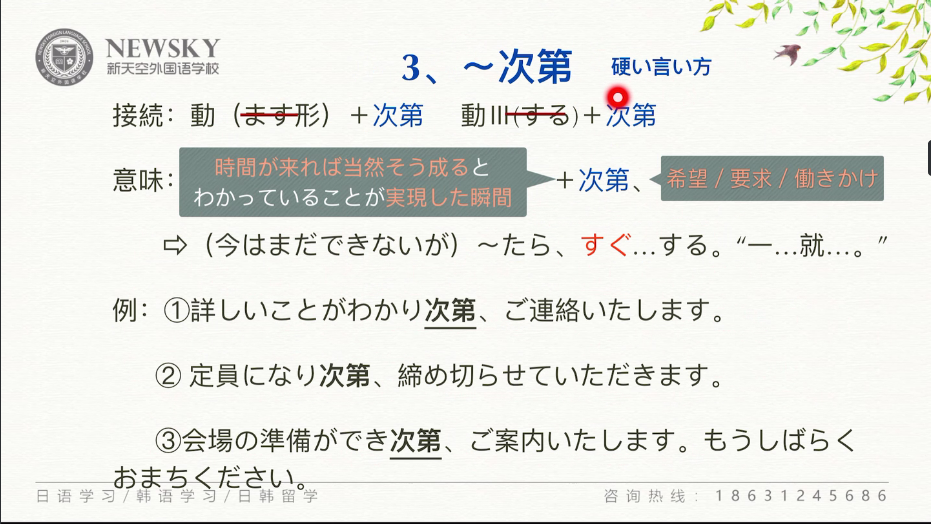 NEWSKY
新天空外国语学校
3、～次第
硬い言い方
接続：動（ます形）＋次第　動Ⅲ(する)＋次第
意味：
時間が来れば当然そう成ると
わかっていることが実現した瞬間
＋次第、
希望／要求／働きかけ
⇨（今はまだできないが）～たら、すぐ…する。“一…就…。”
例：①詳しいことがわかり次第、ご連絡いたします。
② 定員になり次第、締め切らせていただきます。
③会場の準備ができ次第、ご案内いたします。もうしばらく
おまちください。
日语学习/韩语学习/日韩留学
咨询热线：18631245686